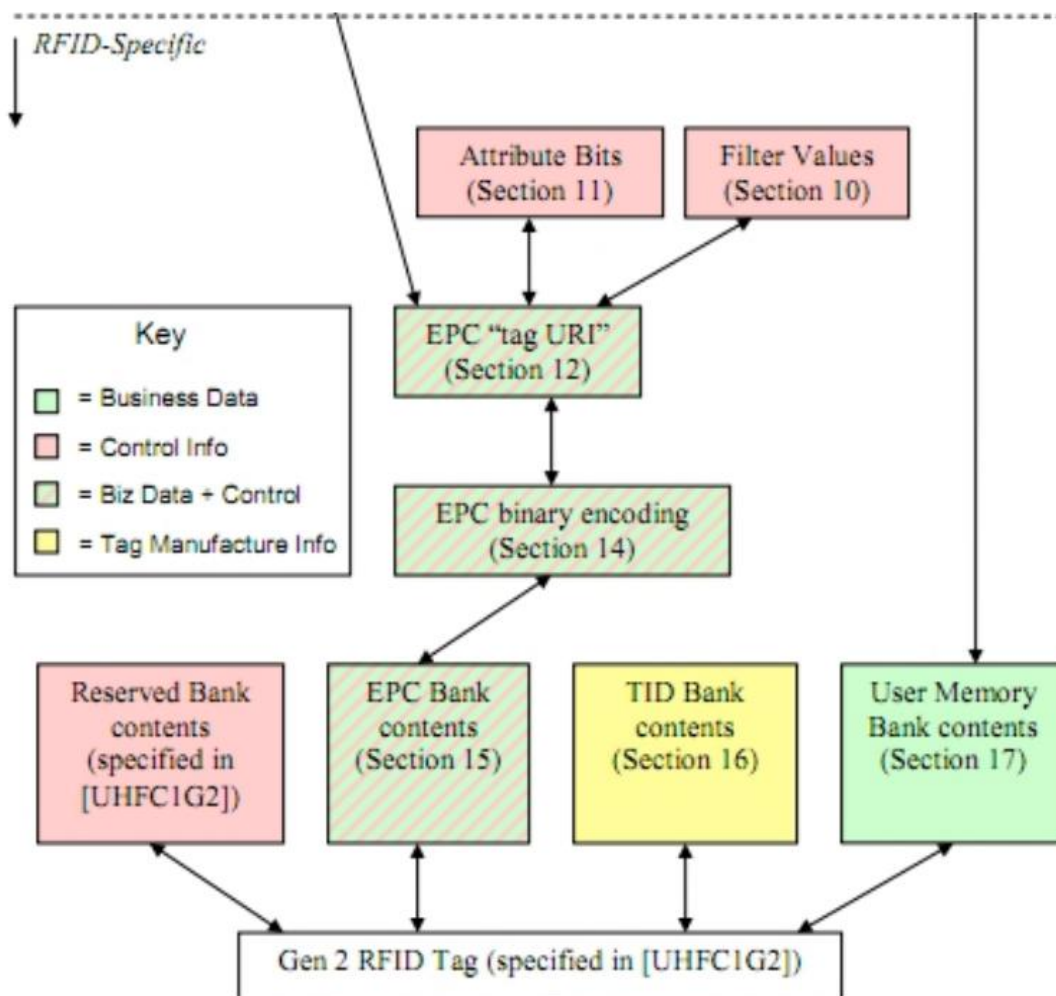 RFID-Specific
Attribute Bits
(Section 11)
Filter Values
(Section 10)
EPC “tag URI”
(Section 12)
Key
= Business Data
= Control Info
= Biz Data + Control
= Tag Manufacture Info
EPC binary encoding
(Section 14)
Reserved Bank
contents
(specified in
[UHFC1G2])
EPC Bank
contents
(Section 15)
TID Bank
contents
(Section 16)
User Memory
Bank contents
(Section 17)
Gen 2 RFID Tag (specified in [UHFC1G2])